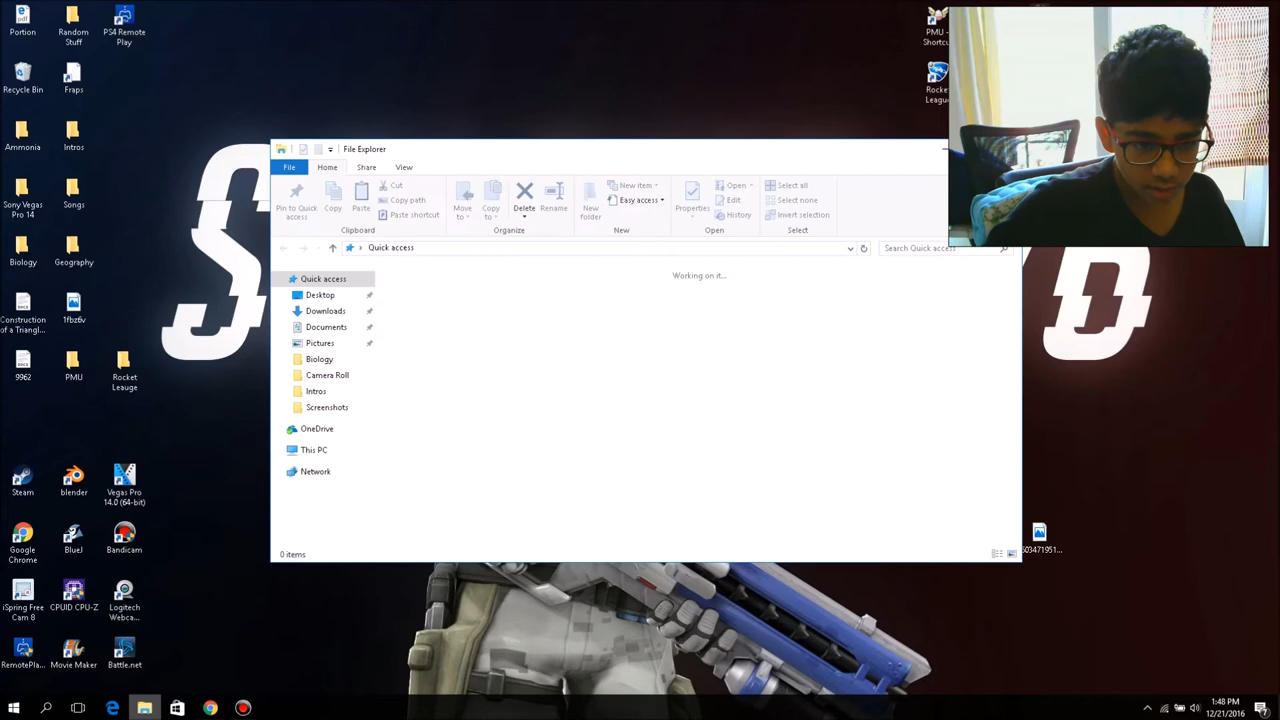 Portion
Random
Stuff
PS4 Remote
Play
PMU -
Shortcu
Recycle Bin
Fraps
Rocke
Leagu
Ammonia
Intros
Sony Vegas
Pro 14
Songs
Biology
Geography
Construction
of a Triangl...
1fbz6v
9962
PMU
Rocket
Leauge
Steam
blender
Vegas Pro
14.0 (64-bit)
Google
Chrome
BlueJ
Bandicam
iSpring Free
Cam 8
CPUID CPU-Z
Logitech
Webca...
RemotePla...
Movie Maker
Battle.net
File Explorer
File Home Share View
Pin to Quick
access
Copy
Paste
Cut
Copy path
Paste shortcut
Clipboard
Move
to
Copy
to
Delete
Rename
Organize
New
folder
New item
Easy access
New
Properties
Open
Edit
History
Open
Select all
Select none
Invert selection
Select
Quick access
Search Quick access
Working on it...
Quick access
Desktop
Downloads
Documents
Pictures
Biology
Camera Roll
Intros
Screenshots
OneDrive
This PC
Network
0 items
503471951...
1:48 PM
12/21/2016
7